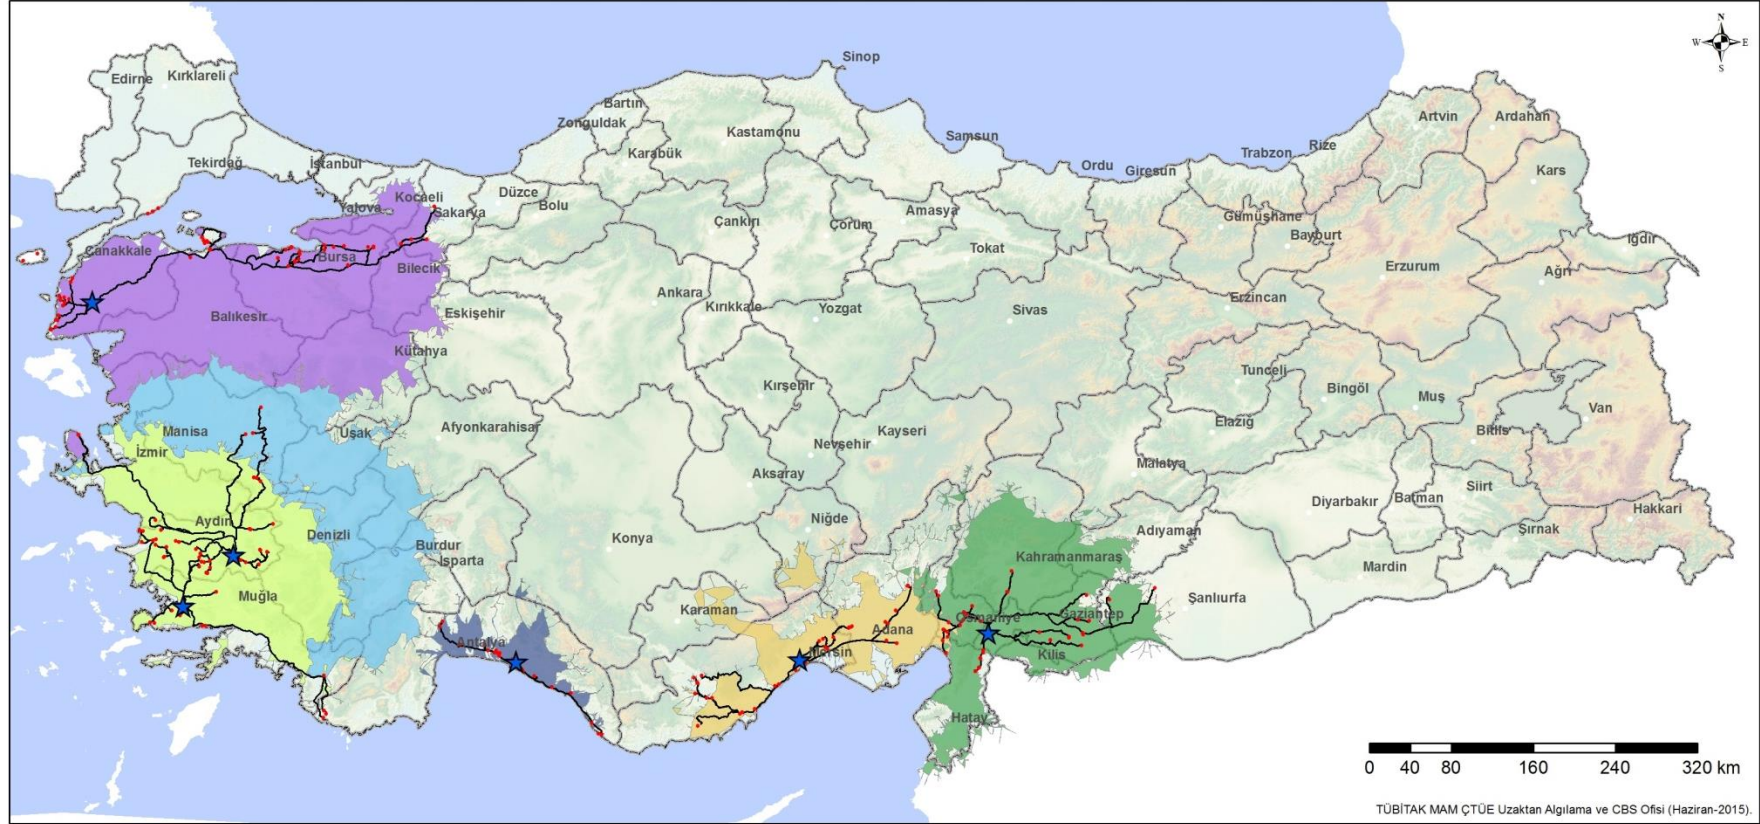 N
W
E
S
Sinop
Edirne
Kırklareli
Bartın
Zonguldak
Kastamonu
Artvin
Ardahan
Samsun
Karabük
Rize
Tekirdağ
İstanbul
Trabzon
Ordu
Giresun
Kars
Düzce
Kocaeli
Bolu
Yalova
Sakarya
Amasya
Gümüşhane
Çankırı
Çorum
Bayburt
Iğdır
Çanakkale
Tokat
Bursa
Bilecik
Erzurum
Ağrı
Ankara
Erzincan
Kırıkkale
Yozgat
Sivas
Balıkesir
Eskişehir
Kütahya
Tunceli
Kırşehir
Bingöl
Muş
Van
Elazığ
Manisa
Uşak
Afyonkarahisar
Kayseri
Bitlis
Nevşehir
İzmir
Malatya
Aksaray
Siirt
Batman
Diyarbakır
Hakkari
Niğde
Aydın
Şırnak
Adıyaman
Denizli
Konya
Burdur
Isparta
Kahramanmaraş
Mardin
Muğla
Şanlıurfa
Karaman
Gaziantep
Osmaniye
Adana
Antalya
Mersin
Kilis
Hatay
0 40 80 160 240 320 km
TÜBİTAK MAM ÇTÜE Uzaktan Algılama ve CBS Ofisi (Haziran-2015).